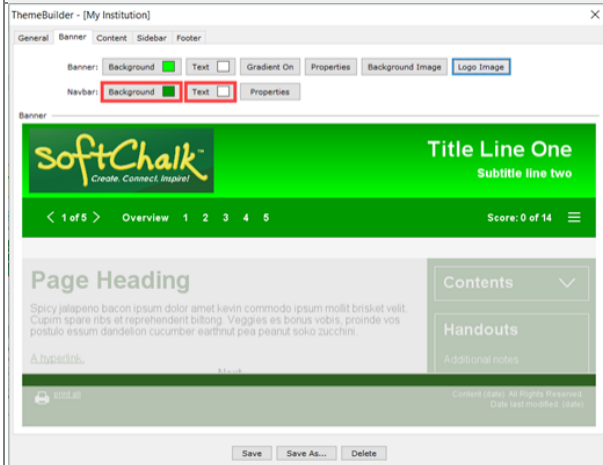 ThemeBuilder - [My Institution]
General Banner Content Sidebar Footer
Banner: Background Text Gradient On Properties Background Image Logo Image
Navbar: Background Text Properties
Banner
SoftChalk™
Create. Connect. Inspire!
Title Line One
Subtitle line two
< 1 of 5 > Overview 1 2 3 4 5 Score: 0 of 14
Page Heading
Spicy jalapeno bacon ipsum dolor amet kevin commodo ipsum mollit brisket velit.
Cupim spare ribs et reprehenderit biltong. Veggies es bonus vobis, proinde vos
postulo essum dandelion cucumber earthnut pea peanut soko zucchini.
A hyperlink.
Next
Contents
Handouts
Additional notes
print all
Content {date}. All Rights Reserved.
Date last modified: {date}
Save Save As... Delete